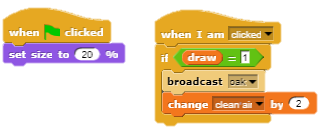 when clicked
set size to 20 %
when I am clicked
if draw = 1
broadcast oak
change clean air by 2